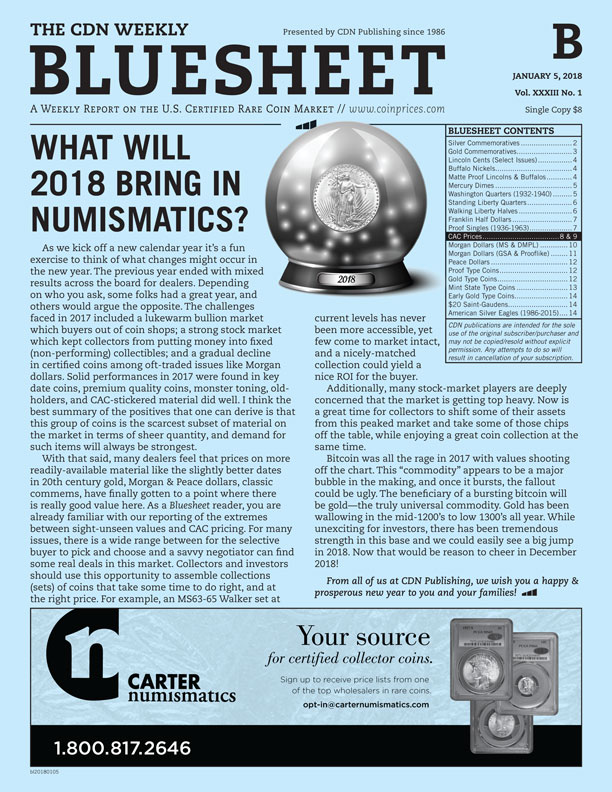 THE CDN WEEKLY
Presented by CDN Publishing since 1986
BLUESHEET
B
JANUARY 5, 2018
Vol. XXXIII No. 1
A Weekly Report on the U.S. Certified Rare Coin Market // www.coinprices.com
Single Copy $8
WHAT WILL
2018 BRING IN
NUMISMATICS?
As we kick off a new calendar year it's a fun
exercise to think of what changes might occur in
the new year. The previous year ended with mixed
results across the board for dealers. Depending
on who you ask, some folks had a great year, and
others would argue the opposite. The challenges
faced in 2017 included a lukewarm bullion market
which buyers out of coin shops; a strong stock market
which kept collectors from putting money into fixed
(non-performing) collectibles; and a gradual decline
in certified coins among oft-traded issues like Morgan
dollars. Solid performances in 2017 were found in key
date coins, premium quality coins, monster toning, old-
holders, and CAC-stickered material did well. I think the
best summary of the positives that one can derive is that
this group of coins is the scarcest subset of material on
the market in terms of sheer quantity, and demand for
such items will always be strongest.
With that said, many dealers feel that prices on more
readily-available material like the slightly better dates
in 20th century gold, Morgan & Peace dollars, classic
commems, have finally gotten to a point where there
is really good value here. As a Bluesheet reader, you are
already familiar with our reporting of the extremes
between sight-unseen values and CAC pricing. For many
issues, there is a wide range between for the selective
buyer to pick and choose and a savvy negotiator can find
some real deals in this market. Collectors and investors
should use this opportunity to assemble collections
(sets) of coins that take some time to do right, and at
the right price. For example, an MS63-65 Walker set at
2018
current levels has never
been more accessible, yet
few come to market intact,
and a nicely-matched
collection could yield a
nice ROI for the buyer.
Additionally, many stock-market players are deeply
concerned that the market is getting top heavy. Now is
a great time for collectors to shift some of their assets
from this peaked market and take some of those chips
off the table, while enjoying a great coin collection at the
same time.
Bitcoin was all the rage in 2017 with values shooting
off the chart. This "commodity" appears to be a major
bubble in the making, and once it bursts, the fallout
could be ugly. The beneficiary of a bursting bitcoin will
be gold—the truly universal commodity. Gold has been
wallowing in the mid-1200's to low 1300's all year. While
unexciting for investors, there has been tremendous
strength in this base and we could easily see a big jump
in 2018. Now that would be reason to cheer in December
2018!
From all of us at CDN Publishing, we wish you a happy &
prosperous new year to you and your families!
BLUESHEET CONTENTS
Silver Commemoratives ........ 2
Gold Commemoratives ........ 3
Lincoln Cents (Select Issues) ........ 4
Buffalo Nickels ........ 4
Matte Proof Lincolns & Buffalos ........ 4
Mercury Dimes ........ 5
Washington Quarters (1932-1940) ........ 5
Standing Liberty Quarters ........ 6
Walking Liberty Halves ........ 6
Franklin Half Dollars ........ 7
Proof Singles (1936-1963) ........ 7
CAC Prices ........ 8 & 9
Morgan Dollars (MS & DMPL) ........ 10
Morgan Dollars (GSA & Prooflike) ........ 11
Peace Dollars ........ 12
Proof Type Coins ........ 12
Gold Type Coins ........ 12
Mint State Type Coins ........ 13
Early Gold Type Coins ........ 14
$20 Saint-Gaudens ........ 14
American Silver Eagles (1986-2015) ........ 14
CDN publications are intended for the sole
use of the original subscriber/purchaser and
may not be copied/resold without explicit
permission. Any attempts to do so will
result in cancellation of your subscription.
CARTER
numismatics
Your source
for certified collector coins.
Sign up to receive price lists from one
of the top wholesalers in rare coins.
opt-in@carternumismatics.com
1.800.817.2646
bl20180105